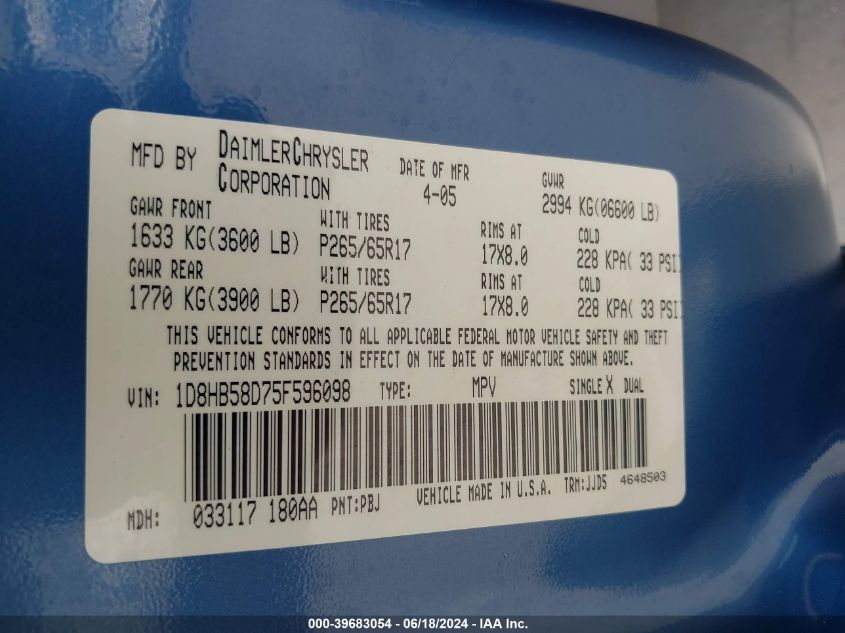 MFD BY DAIMLERCHRYSLER CORPORATION DATE OF MFR 4-05 GVWR 2994 KG(06600 LB)
GAWR FRONT WITH TIRES RIMS AT COLD
1633 KG(3600 LB) P265/65R17 17X8.0 228 KPA( 33 PSI)
GAWR REAR WITH TIRES RIMS AT COLD
1770 KG(3900 LB) P265/65R17 17X8.0 228 KPA( 33 PSI)
THIS VEHICLE CONFORMS TO ALL APPLICABLE FEDERAL MOTOR VEHICLE SAFETY AND THEFT
PREVENTION STANDARDS IN EFFECT ON THE DATE OF MANUFACTURE SHOWN ABOVE.
VIN: 1D8HB58D75F596098 TYPE: MPV SINGLE X DUAL
MDH: 033117 180AA PNT:PBJ VEHICLE MADE IN U.S.A. TRM:JJD5 4648503
000-39683054 - 06/18/2024 - IAA Inc.